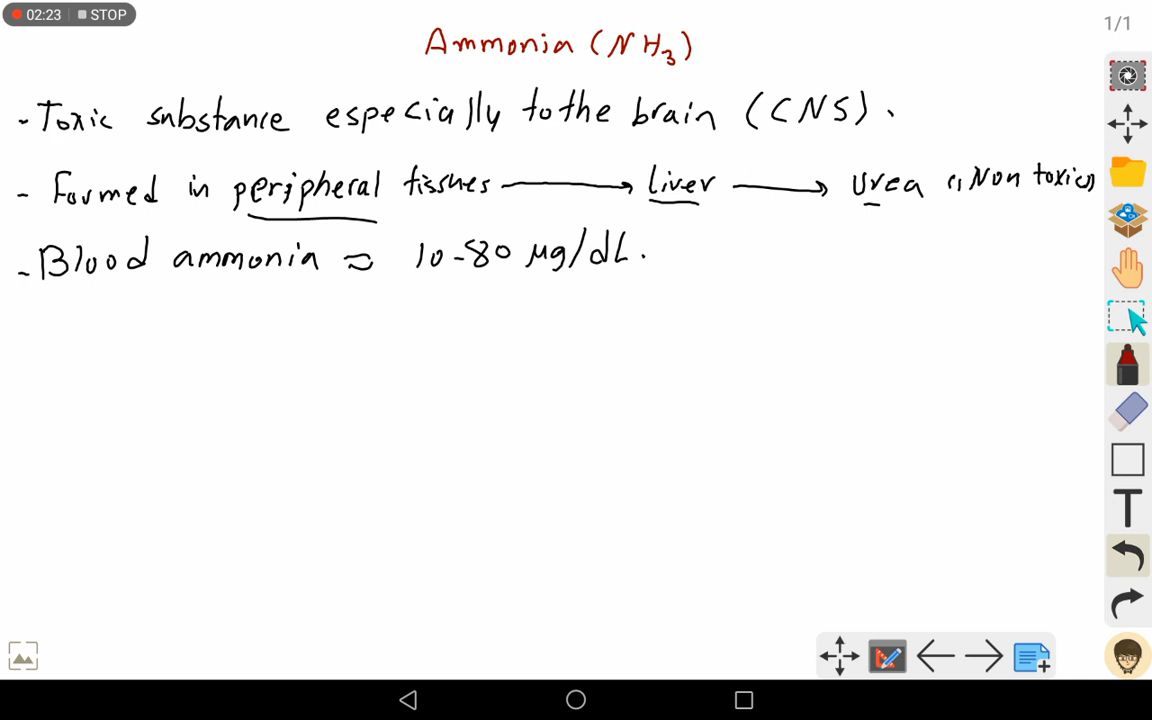 02:23 STOP
1/1
Ammonia (NH3)
- Toxic substance especially to the brain (CNS).
- Formed in peripheral tissues → Liver → Urea (Non toxic)
- Blood ammonia ≈ 10-80 μg/dL.
T